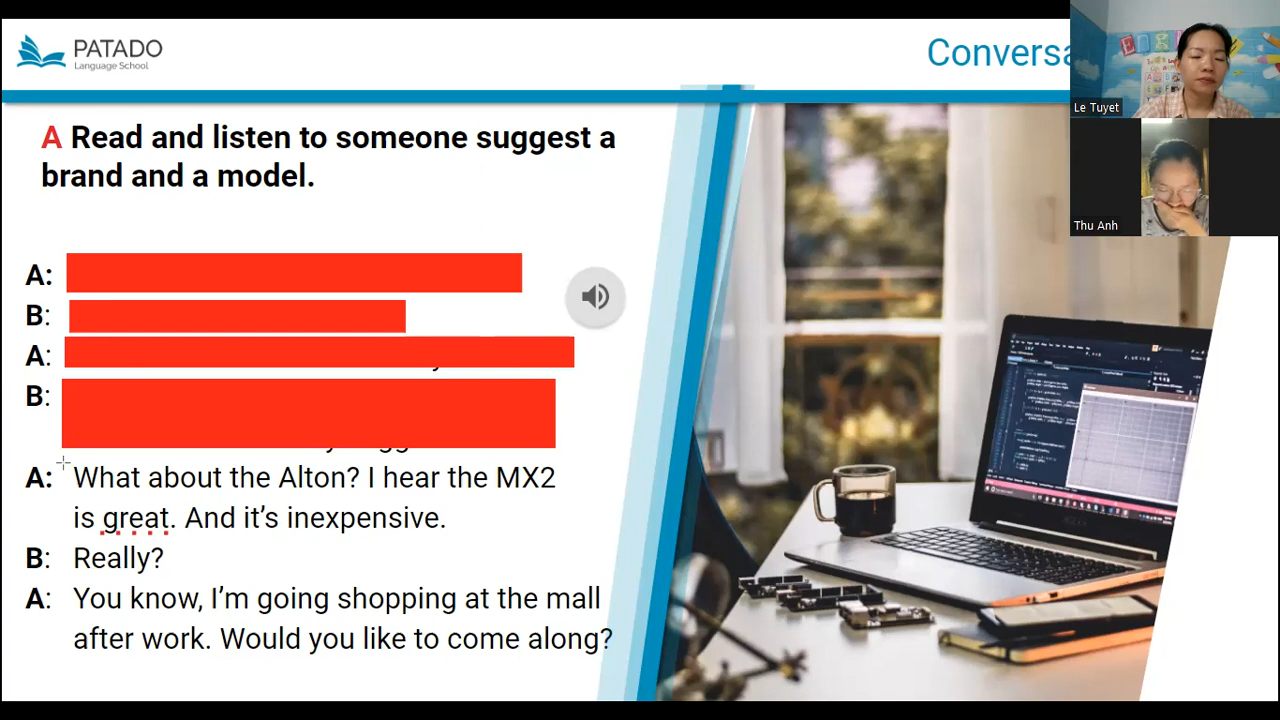 PATADO
Language School
Conversa
Le Tuyet
A Read and listen to someone suggest a
brand and a model.
Thu Anh
A:
B:
A:
B:
A: What about the Alton? I hear the MX2
is great. And it's inexpensive.
B: Really?
A: You know, I'm going shopping at the mall
after work. Would you like to come along?